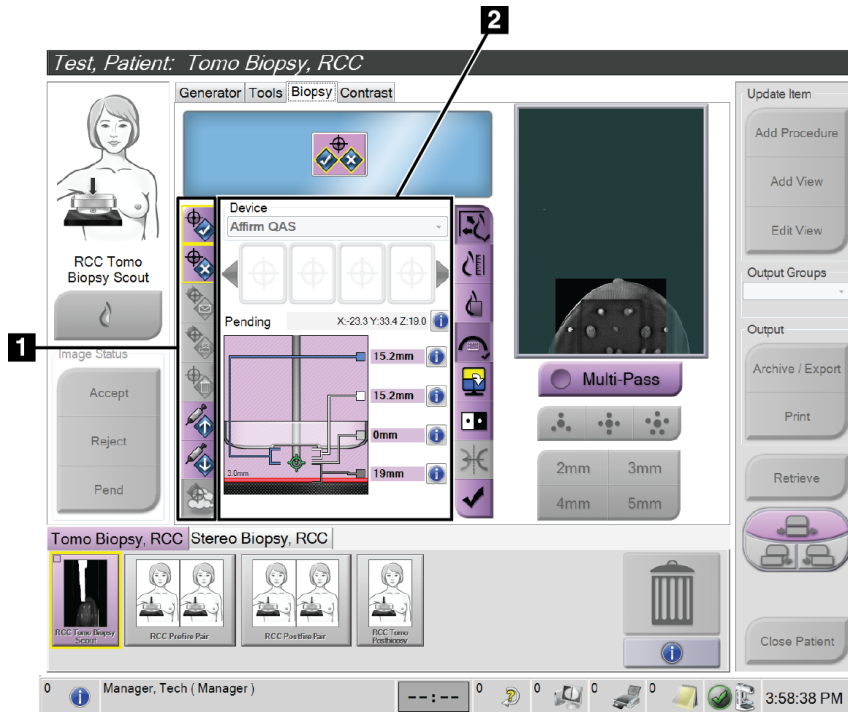 2
Test, Patient: Tomo Biopsy, RCC
Generator Tools Biopsy Contrast
Update Item
Add Procedure
Add View
Edit View
Output Groups
Output
Archive / Export
Print
Retrieve
Close Patient
RCC Tomo
Biopsy Scout
1
Image Status
Accept
Reject
Pend
Device
Affirm QAS
Pending X:-23.3 Y:33.4 Z:19.0
15.2mm
15.2mm
0mm
3.0mm 19mm
Multi-Pass
2mm 3mm
4mm 5mm
Tomo Biopsy, RCC Stereo Biopsy, RCC
RCC Tomo Biopsy
Scout
RCC Prefire Pair
RCC Postfire Pair
RCC Tomo
Postbiopsy
0 Manager, Tech ( Manager ) --:-- 0 0 0 0 3:58:38 PM